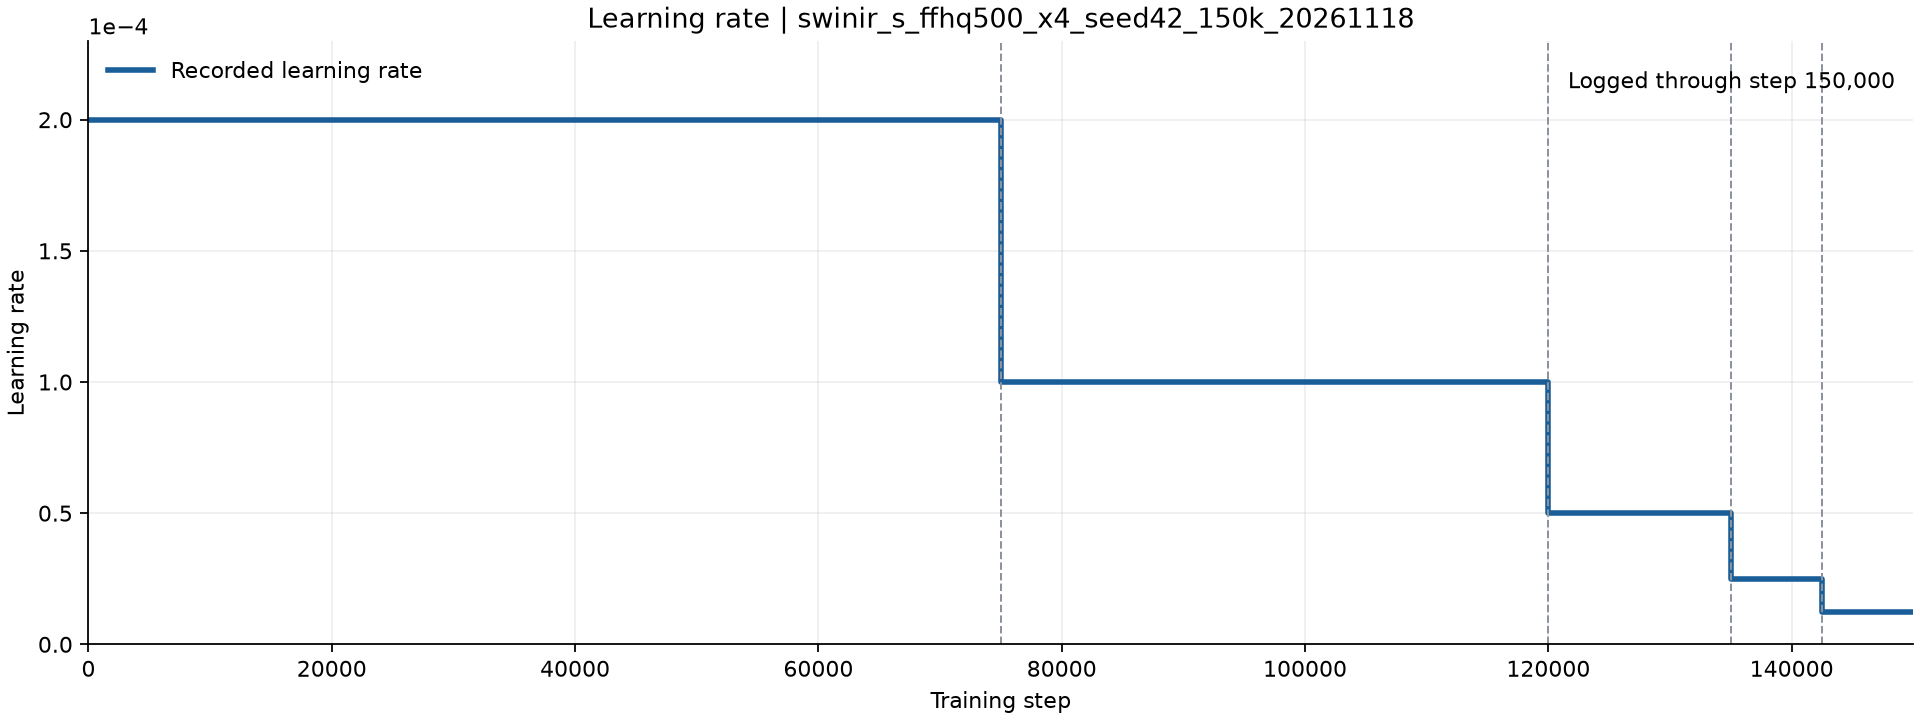 Learning rate | swinir_s_ffhq500_x4_seed42_150k_20261118
1e−4
Recorded learning rate
Logged through step 150,000
2.0
1.5
1.0
0.5
0.0
Learning rate
0 20000 40000 60000 80000 100000 120000 140000
Training step